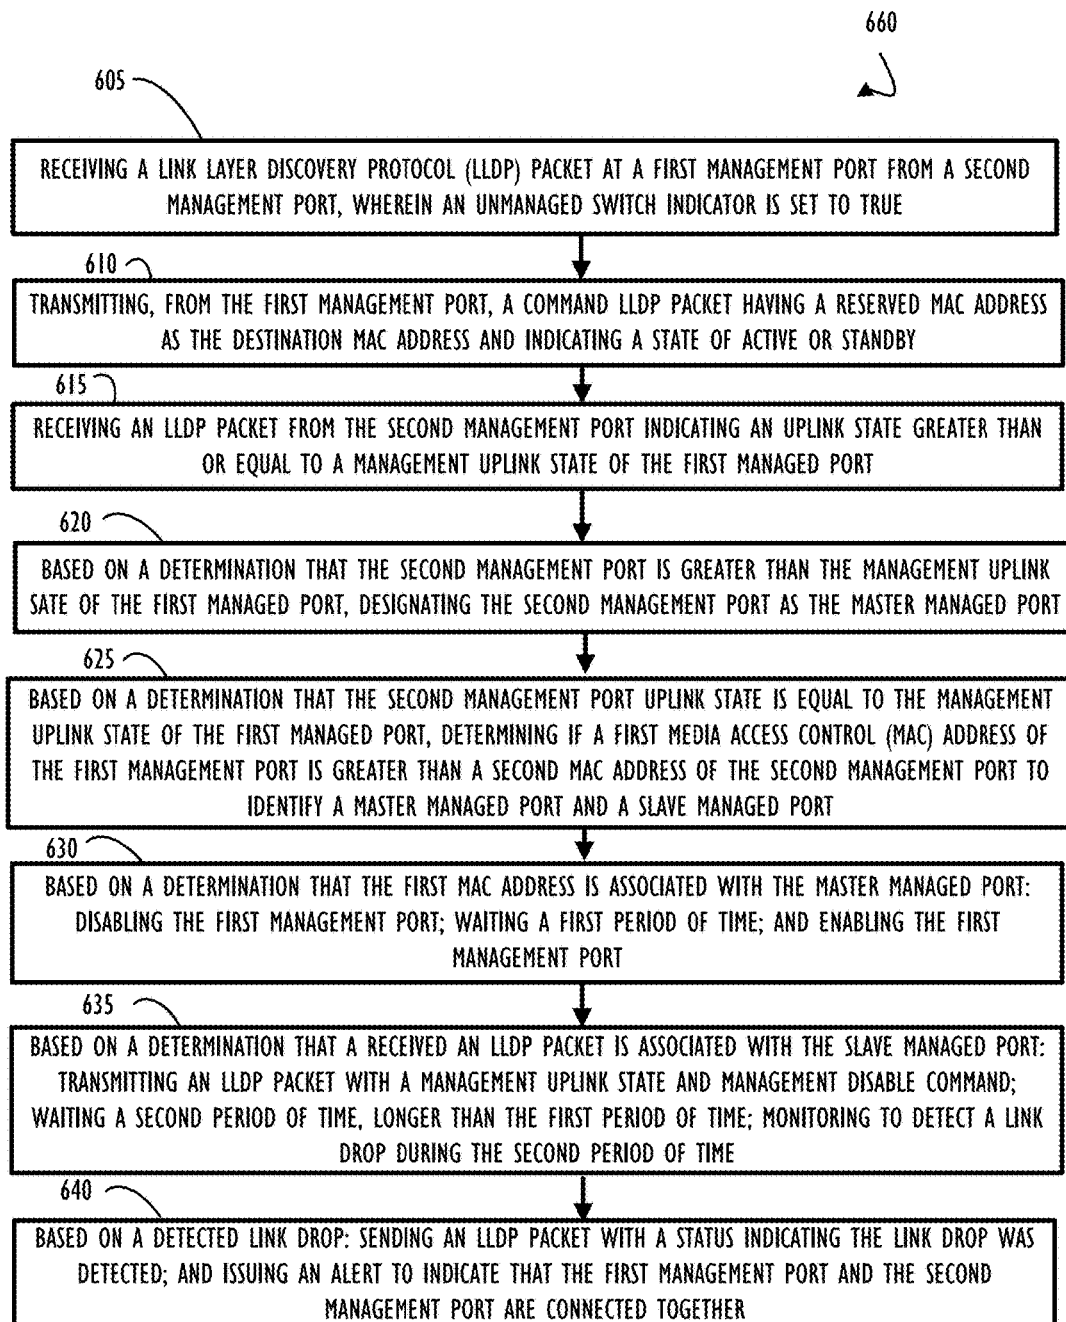 660
605
RECEIVING A LINK LAYER DISCOVERY PROTOCOL (LLDP) PACKET AT A FIRST MANAGEMENT PORT FROM A SECOND
MANAGEMENT PORT, WHEREIN AN UNMANAGED SWITCH INDICATOR IS SET TO TRUE
610
TRANSMITTING, FROM THE FIRST MANAGEMENT PORT, A COMMAND LLDP PACKET HAVING A RESERVED MAC ADDRESS
AS THE DESTINATION MAC ADDRESS AND INDICATING A STATE OF ACTIVE OR STANDBY
615
RECEIVING AN LLDP PACKET FROM THE SECOND MANAGEMENT PORT INDICATING AN UPLINK STATE GREATER THAN
OR EQUAL TO A MANAGEMENT UPLINK STATE OF THE FIRST MANAGED PORT
620
BASED ON A DETERMINATION THAT THE SECOND MANAGEMENT PORT IS GREATER THAN THE MANAGEMENT UPLINK
SATE OF THE FIRST MANAGED PORT, DESIGNATING THE SECOND MANAGEMENT PORT AS THE MASTER MANAGED PORT
625
BASED ON A DETERMINATION THAT THE SECOND MANAGEMENT PORT UPLINK STATE IS EQUAL TO THE MANAGEMENT
UPLINK STATE OF THE FIRST MANAGED PORT, DETERMINING IF A FIRST MEDIA ACCESS CONTROL (MAC) ADDRESS OF
THE FIRST MANAGEMENT PORT IS GREATER THAN A SECOND MAC ADDRESS OF THE SECOND MANAGEMENT PORT TO
IDENTIFY A MASTER MANAGED PORT AND A SLAVE MANAGED PORT
630
BASED ON A DETERMINATION THAT THE FIRST MAC ADDRESS IS ASSOCIATED WITH THE MASTER MANAGED PORT:
DISABLING THE FIRST MANAGEMENT PORT; WAITING A FIRST PERIOD OF TIME; AND ENABLING THE FIRST
MANAGEMENT PORT
635
BASED ON A DETERMINATION THAT A RECEIVED AN LLDP PACKET IS ASSOCIATED WITH THE SLAVE MANAGED PORT:
TRANSMITTING AN LLDP PACKET WITH A MANAGEMENT UPLINK STATE AND MANAGEMENT DISABLE COMMAND;
WAITING A SECOND PERIOD OF TIME, LONGER THAN THE FIRST PERIOD OF TIME; MONITORING TO DETECT A LINK
DROP DURING THE SECOND PERIOD OF TIME
640
BASED ON A DETECTED LINK DROP: SENDING AN LLDP PACKET WITH A STATUS INDICATING THE LINK DROP WAS
DETECTED; AND ISSUING AN ALERT TO INDICATE THAT THE FIRST MANAGEMENT PORT AND THE SECOND
MANAGEMENT PORT ARE CONNECTED TOGETHER